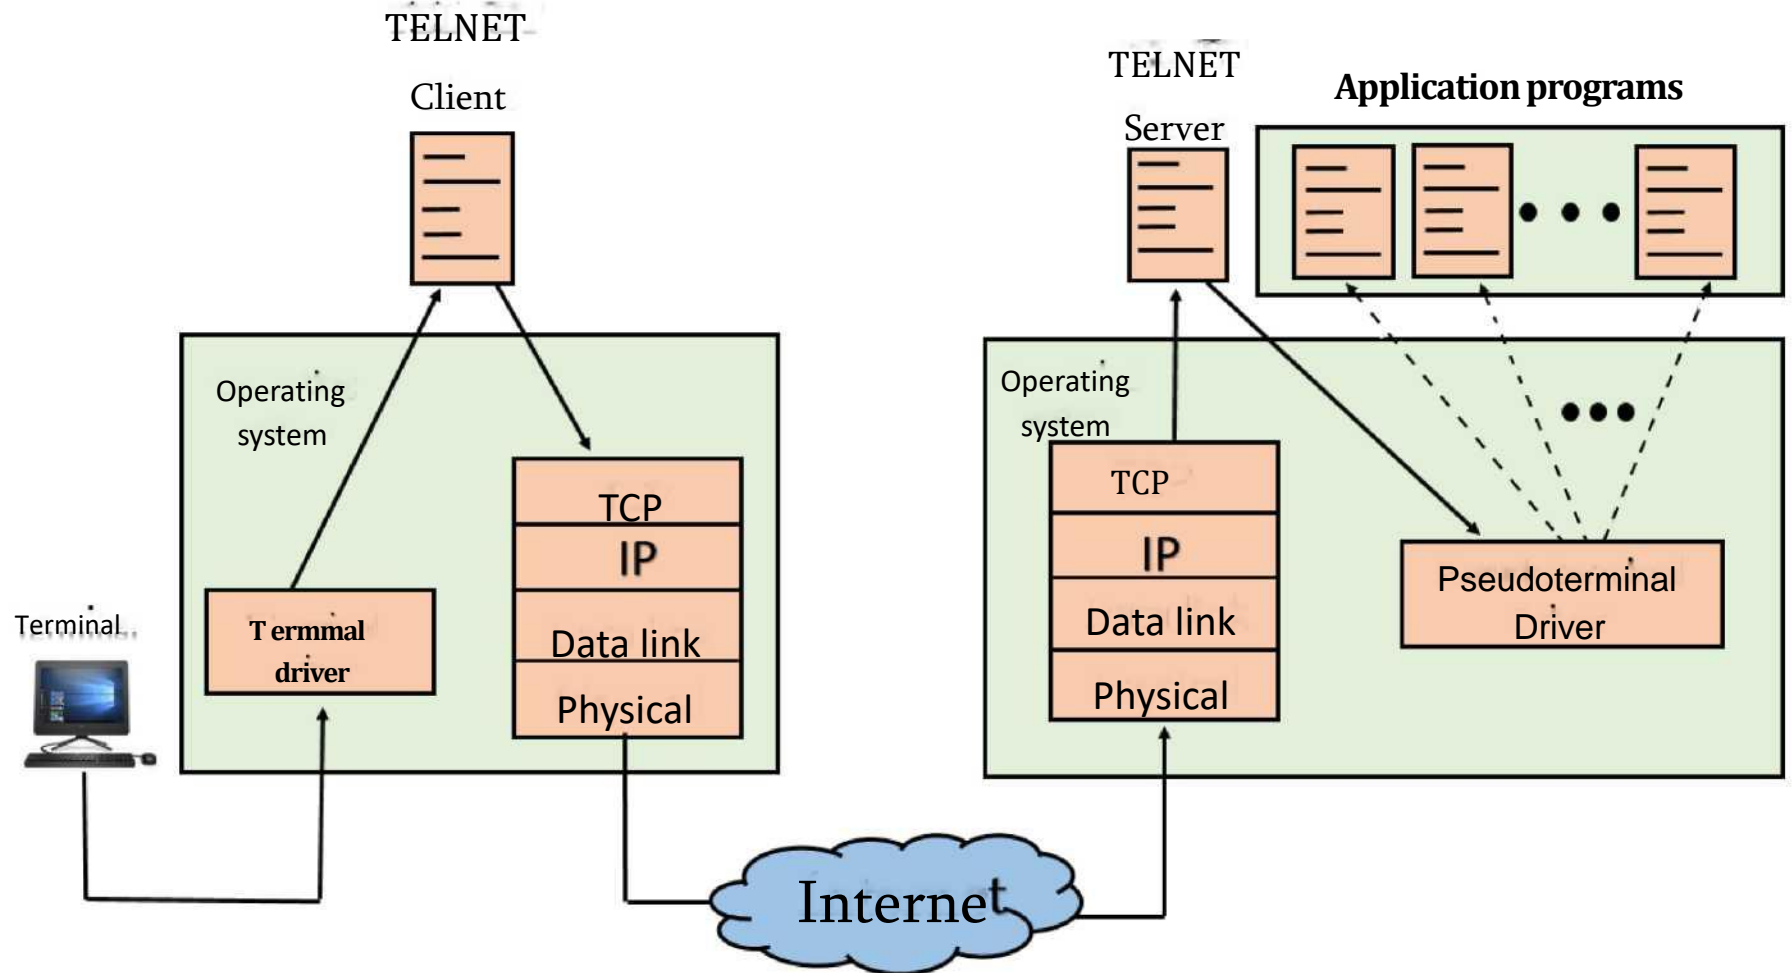 TELNET
Client
TELNET
Server
Application programs
Operating
system
Operating
system
TCP
IP
Data link
Physical
TCP
IP
Data link
Physical
Terminal
Termmal
driver
Pseudoterminal
Driver
Internet